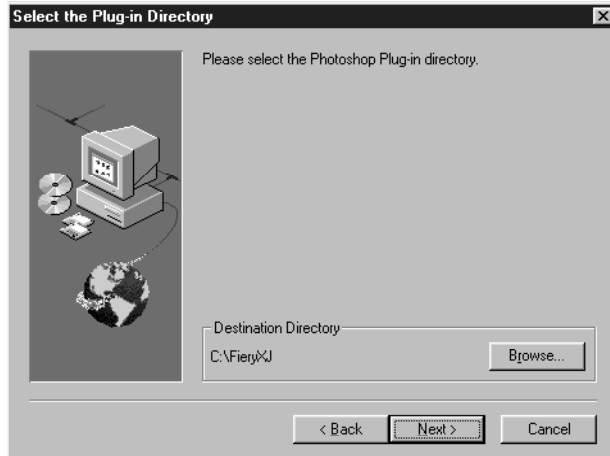 Select the Plug-in Directory
Please select the Photoshop Plug-in directory.
Destination Directory
C:\FieryXJ
Browse...
< Back
Next >
Cancel